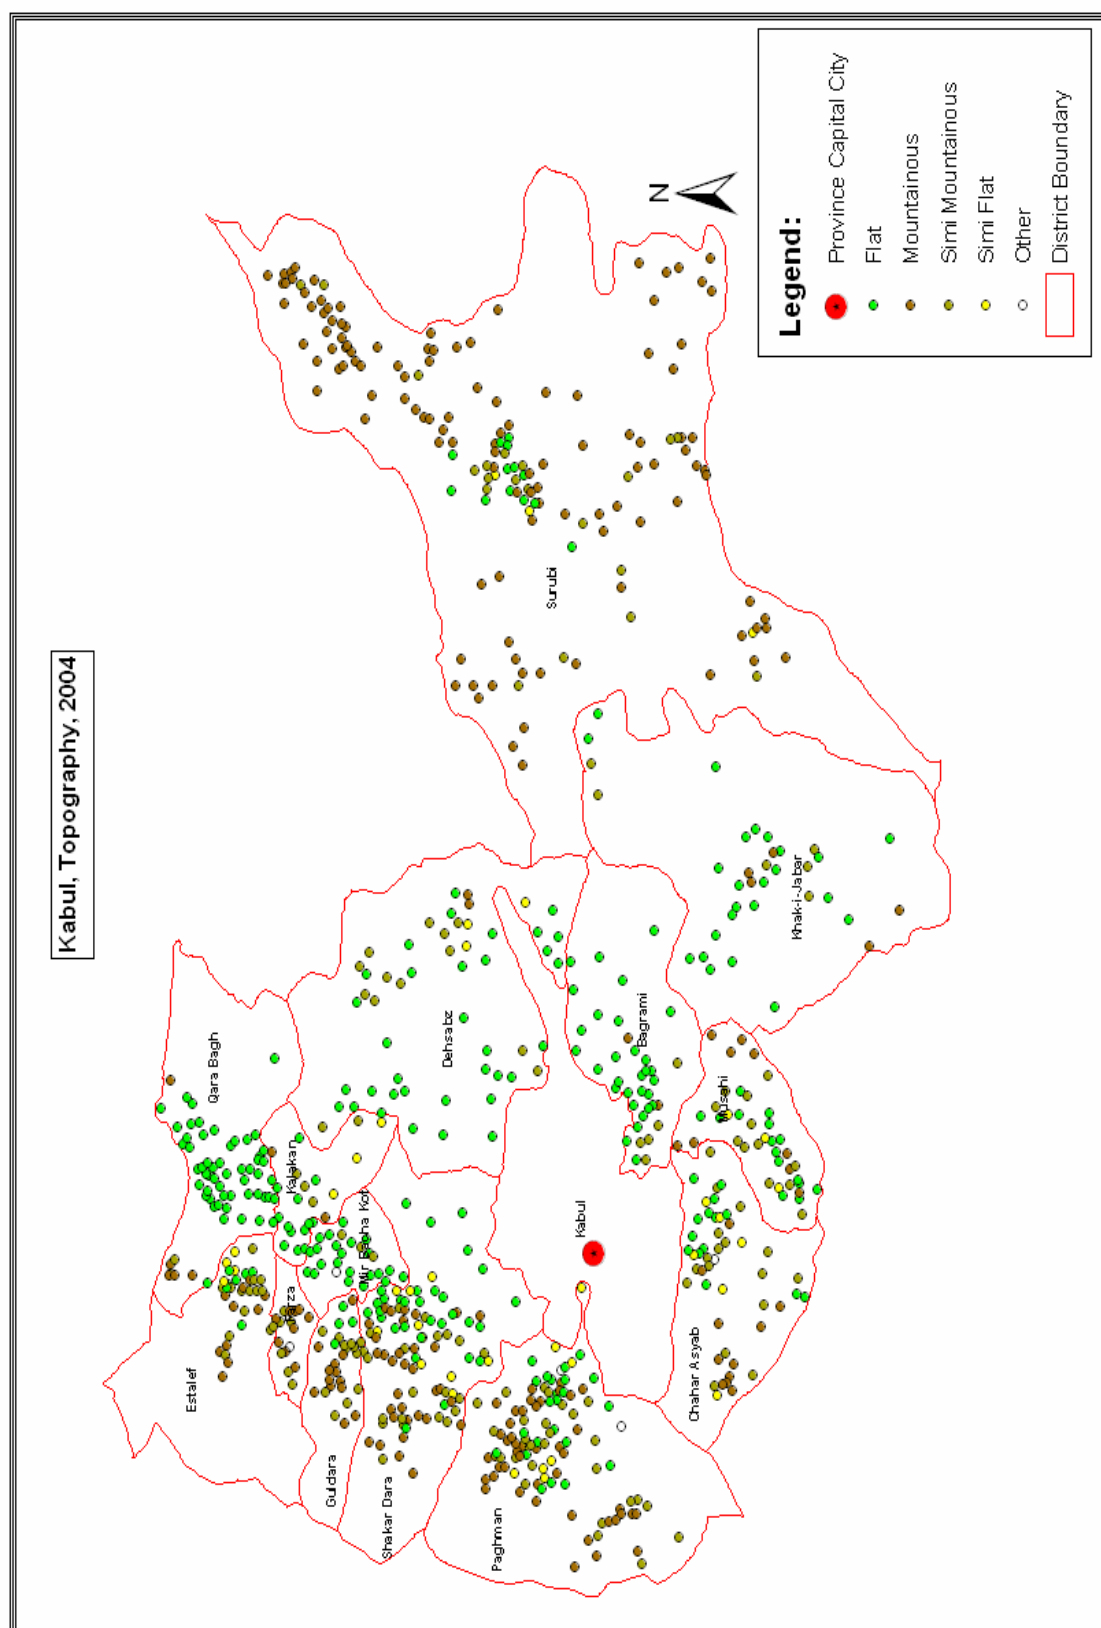 Kabul, Topography, 2004
Qara Bagh
Estalef
Kalakan
Farza
Mir Bacha Kot
Guldara
Shakar Dara
Dehsabz
Paghman
Surubi
Kabul
Bagrami
Musahi
Chahar Asyab
Khak-i-Jabar
N
Legend:
Province Capital City
Flat
Mountainous
Simi Mountainous
Simi Flat
Other
District Boundary